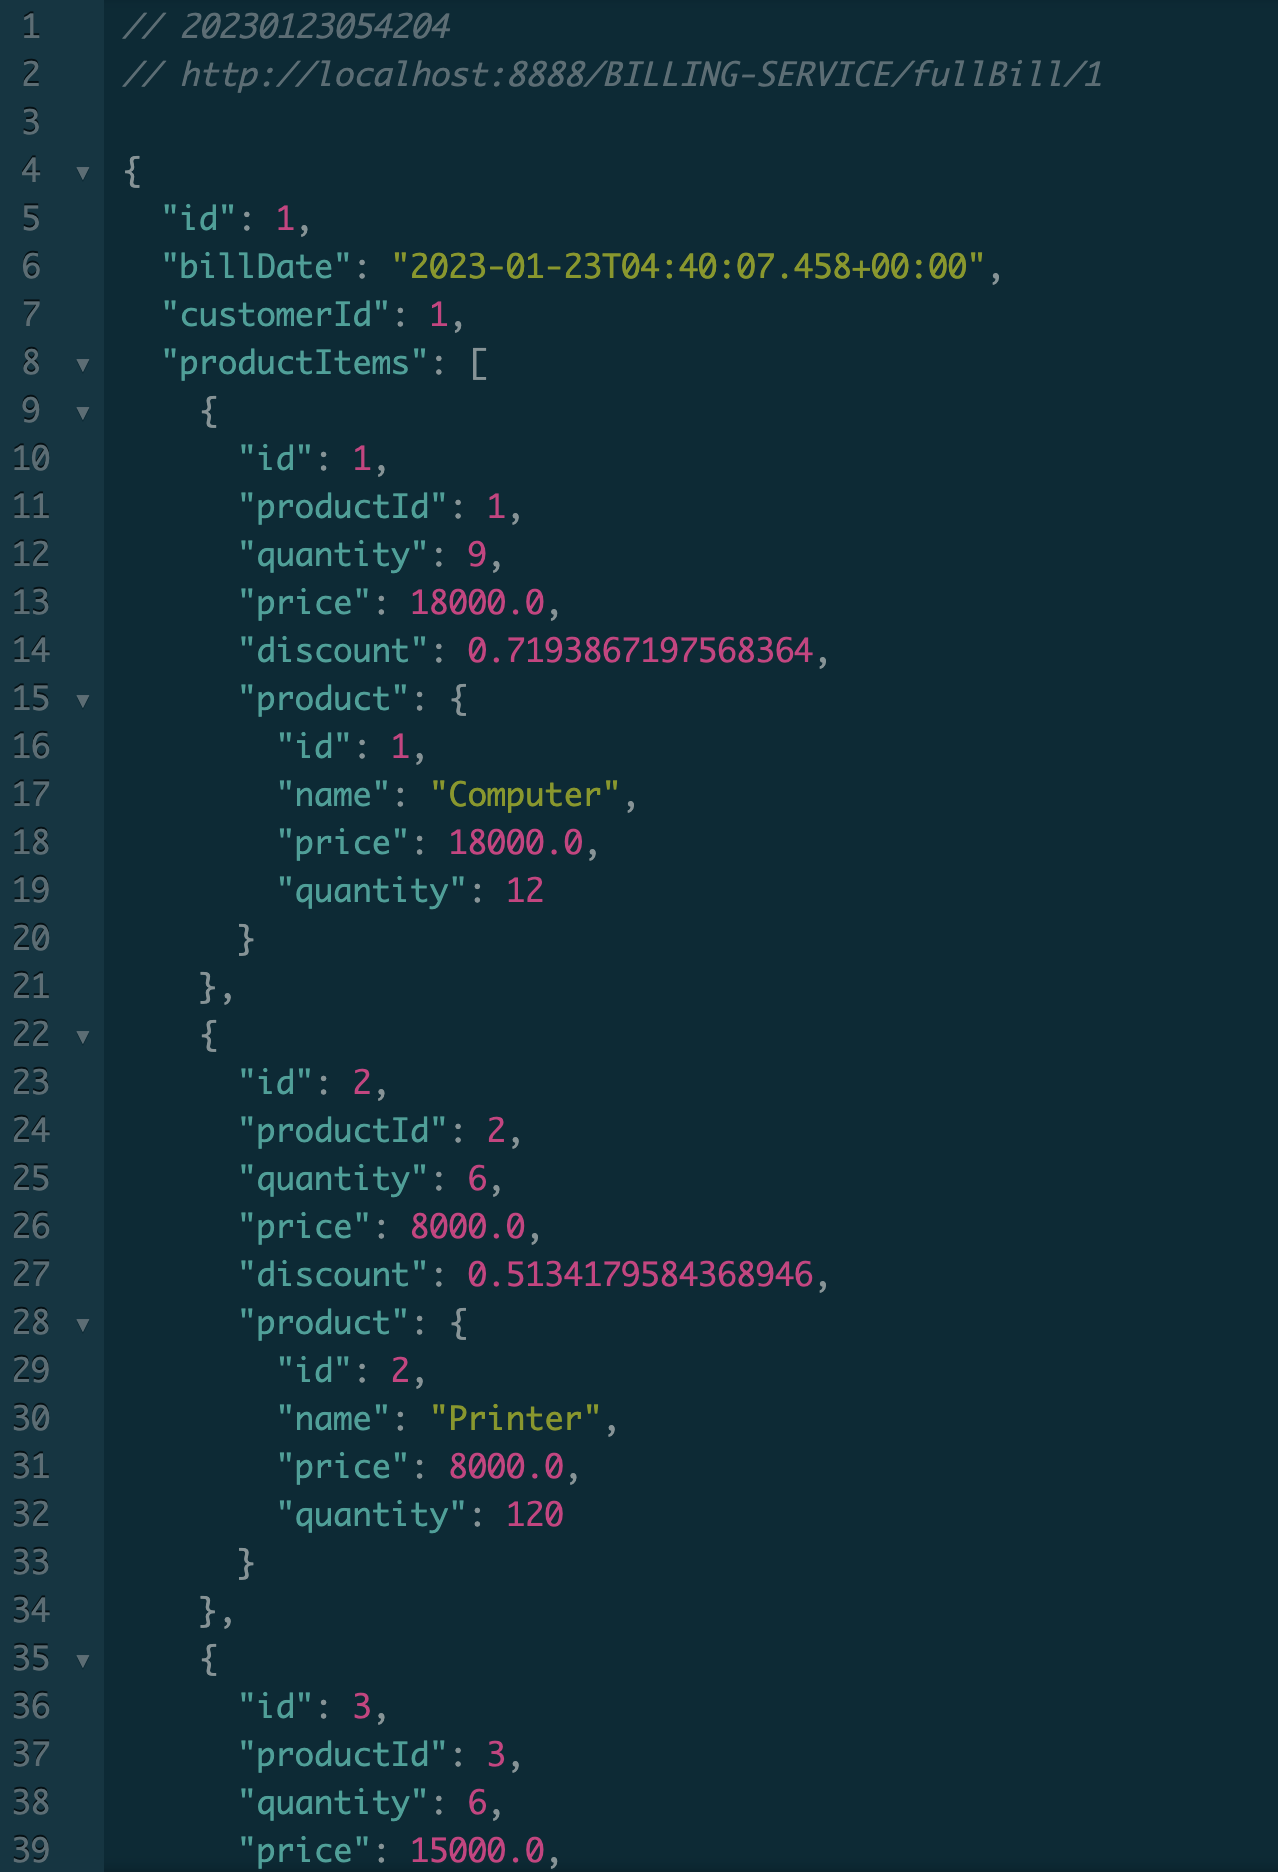 1 // 20230123054204
2 // http://localhost:8888/BILLING-SERVICE/fullBill/1
3
4 ▼ {
5 "id": 1,
6 "billDate": "2023-01-23T04:40:07.458+00:00",
7 "customerId": 1,
8 ▼ "productItems": [
9 ▼ {
10 "id": 1,
11 "productId": 1,
12 "quantity": 9,
13 "price": 18000.0,
14 "discount": 0.7193867197568364,
15 ▼ "product": {
16 "id": 1,
17 "name": "Computer",
18 "price": 18000.0,
19 "quantity": 12
20 }
21 },
22 ▼ {
23 "id": 2,
24 "productId": 2,
25 "quantity": 6,
26 "price": 8000.0,
27 "discount": 0.5134179584368946,
28 ▼ "product": {
29 "id": 2,
30 "name": "Printer",
31 "price": 8000.0,
32 "quantity": 120
33 }
34 },
35 ▼ {
36 "id": 3,
37 "productId": 3,
38 "quantity": 6,
39 "price": 15000.0,